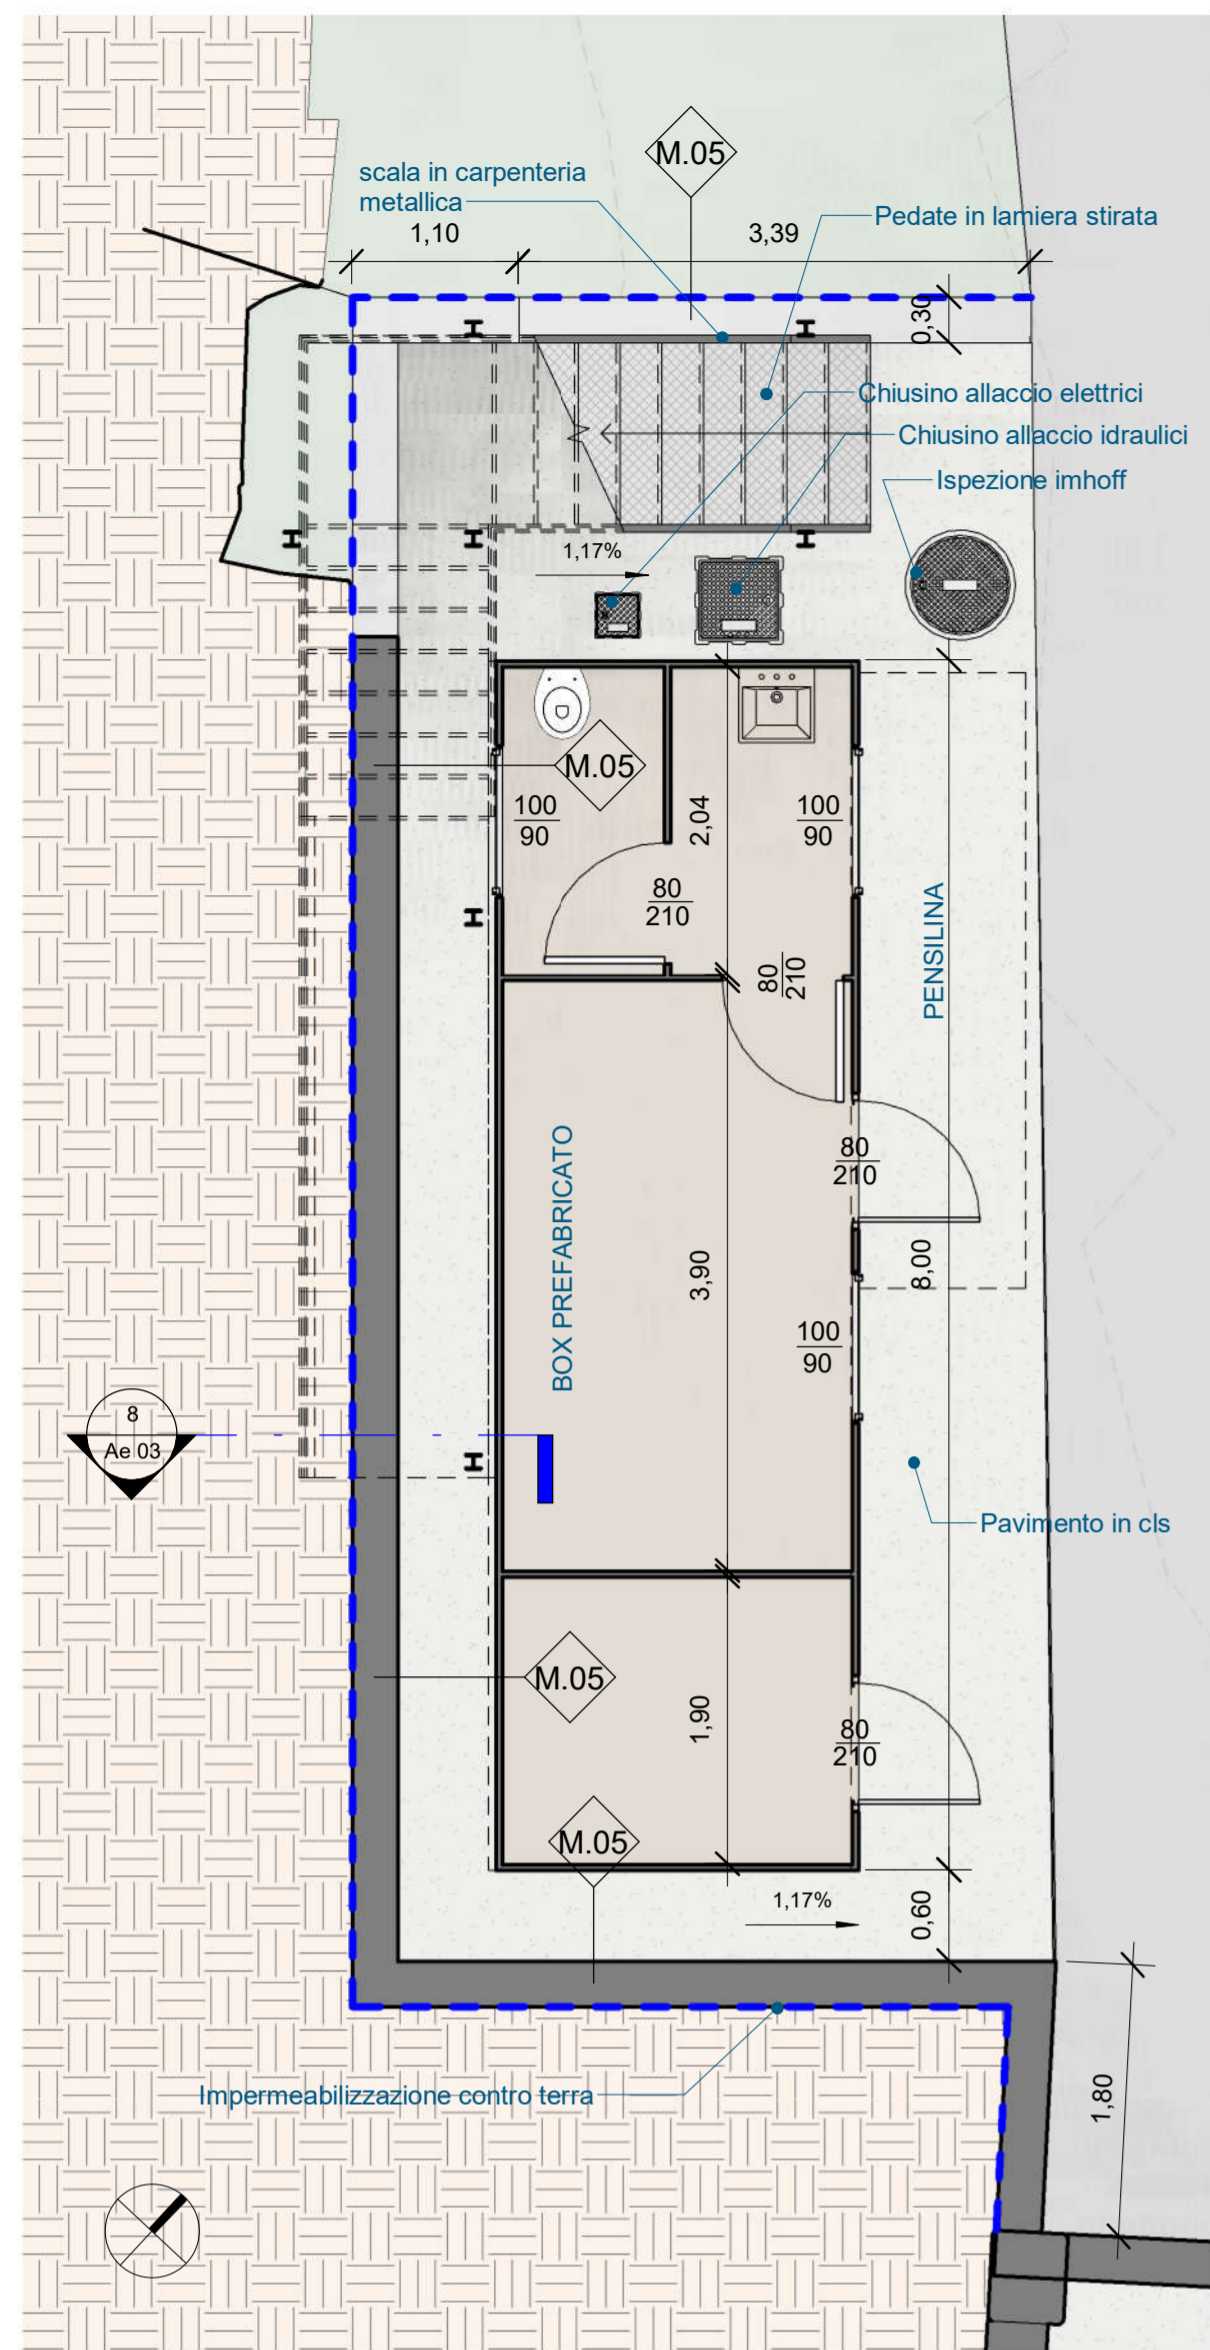 M.05
scala in carpenteria
metallica
Pedate in lamiera stirata
1,10
3,39
0,30
Chiusino allaccio elettrici
Chiusino allaccio idraulici
Ispezione imhoff
1,17%
M.05
100
90
2,04
100
90
80
210
80
210
PENSILINA
80
210
BOX PREFABRICATO
3,90
8,00
100
90
8
Ae 03
Pavimento in cls
M.05
1,90
80
210
M.05
1,17%
0,60
Impermeabilizzazione contro terra
1,80